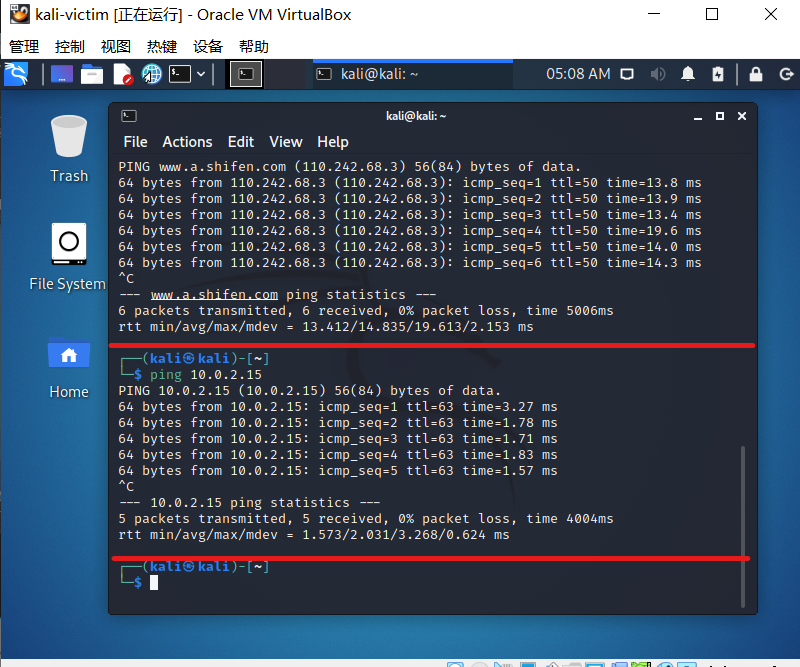 kali-victim [正在运行] - Oracle VM VirtualBox
管理 控制 视图 热键 设备 帮助
kali@kali: ~
05:08 AM
kali@kali: ~
File Actions Edit View Help
Trash
File System
Home
PING www.a.shifen.com (110.242.68.3) 56(84) bytes of data.
64 bytes from 110.242.68.3 (110.242.68.3): icmp_seq=1 ttl=50 time=13.8 ms
64 bytes from 110.242.68.3 (110.242.68.3): icmp_seq=2 ttl=50 time=13.9 ms
64 bytes from 110.242.68.3 (110.242.68.3): icmp_seq=3 ttl=50 time=13.4 ms
64 bytes from 110.242.68.3 (110.242.68.3): icmp_seq=4 ttl=50 time=19.6 ms
64 bytes from 110.242.68.3 (110.242.68.3): icmp_seq=5 ttl=50 time=14.0 ms
64 bytes from 110.242.68.3 (110.242.68.3): icmp_seq=6 ttl=50 time=14.3 ms
^C
--- www.a.shifen.com ping statistics ---
6 packets transmitted, 6 received, 0% packet loss, time 5006ms
rtt min/avg/max/mdev = 13.412/14.835/19.613/2.153 ms
┌──(kali㉿kali)-[~]
└─$ ping 10.0.2.15
PING 10.0.2.15 (10.0.2.15) 56(84) bytes of data.
64 bytes from 10.0.2.15: icmp_seq=1 ttl=63 time=3.27 ms
64 bytes from 10.0.2.15: icmp_seq=2 ttl=63 time=1.78 ms
64 bytes from 10.0.2.15: icmp_seq=3 ttl=63 time=1.71 ms
64 bytes from 10.0.2.15: icmp_seq=4 ttl=63 time=1.83 ms
64 bytes from 10.0.2.15: icmp_seq=5 ttl=63 time=1.57 ms
^C
--- 10.0.2.15 ping statistics ---
5 packets transmitted, 5 received, 0% packet loss, time 4004ms
rtt min/avg/max/mdev = 1.573/2.031/3.268/0.624 ms
┌──(kali㉿kali)-[~]
└─$